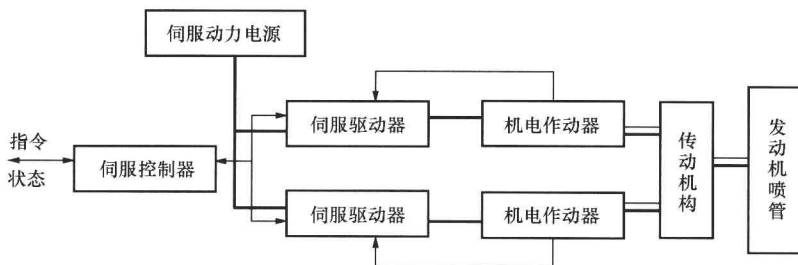 伺服动力电源
伺服驱动器
机电作动器
指令
状态
伺服控制器
传动机构
发动机喷管
伺服驱动器
机电作动器